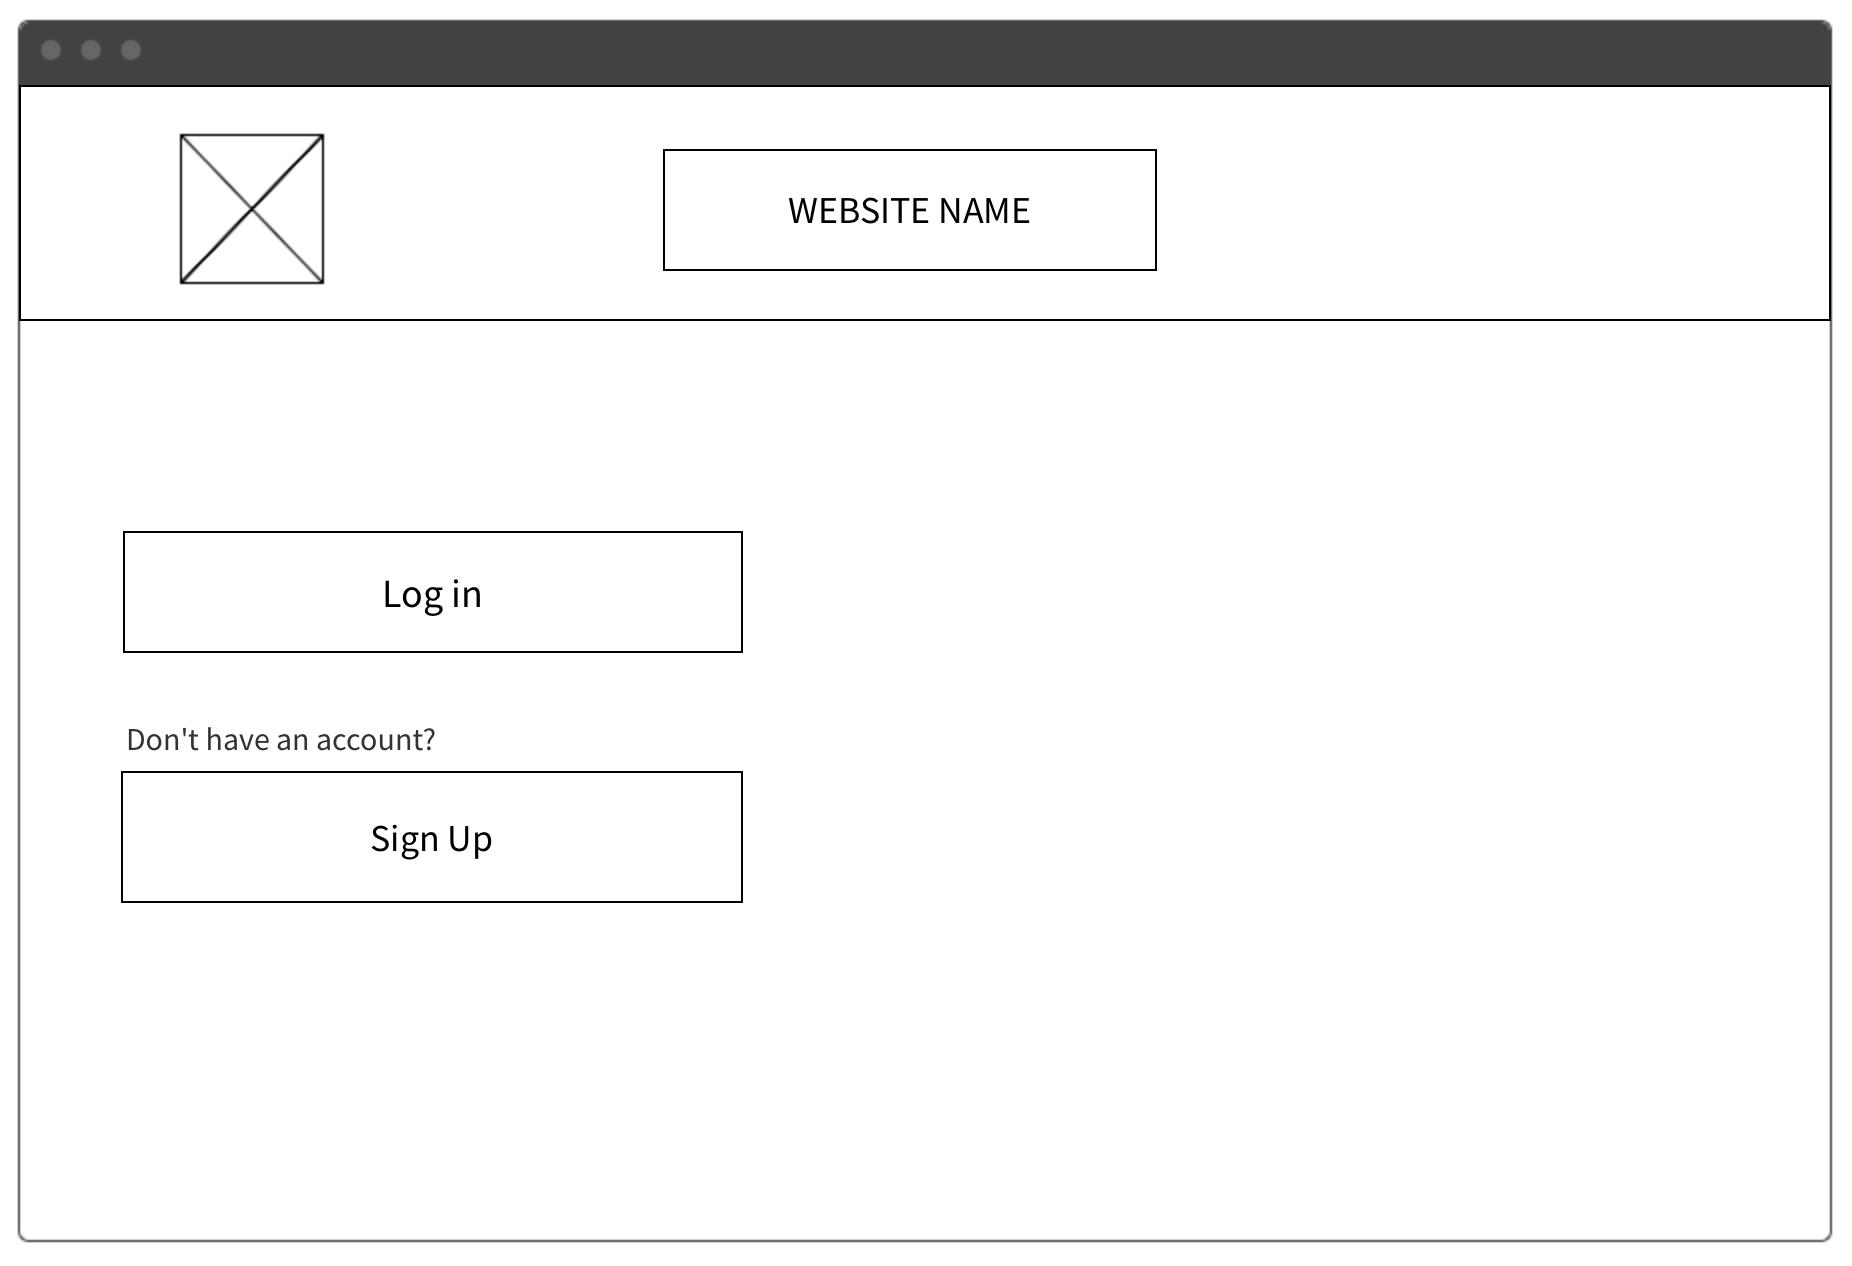 WEBSITE NAME
Log in
Don't have an account?
Sign Up